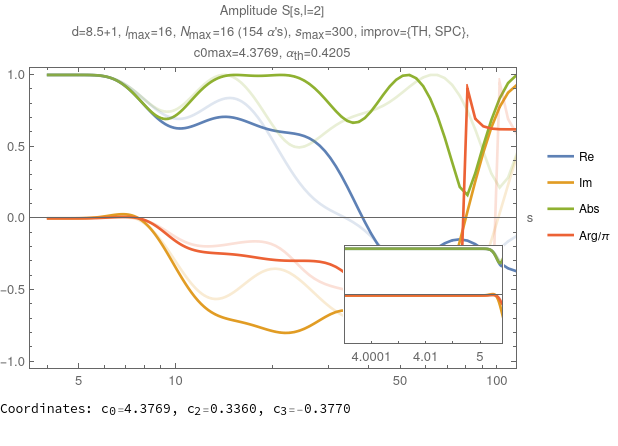 Amplitude S[s,l=2]
d=8.5+1, lmax=16, Nmax=16 (154 α's), smax=300, improv={TH, SPC},
c0max=4.3769, αth=0.4205
1.0
0.5
0.0
-0.5
-1.0
s
4.0001 4.01 5
5 10 50 100
Re
Im
Abs
Arg/π
Coordinates: c0=4.3769, c2=0.3360, c3=-0.3770